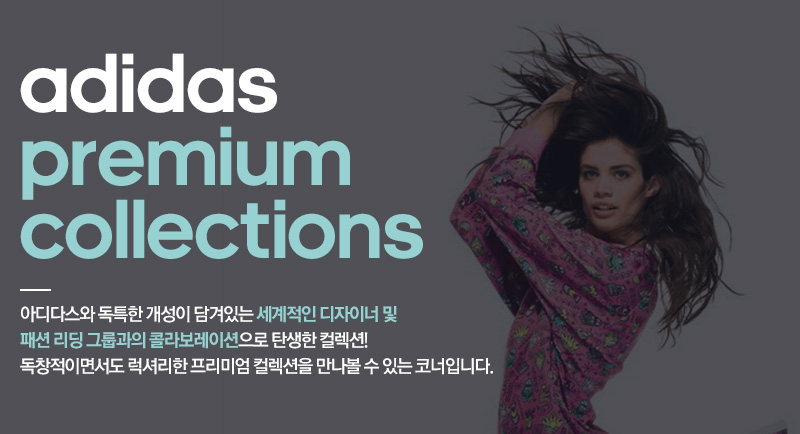 adidas
premium
collections
아디다스와 독특한 개성이 담겨있는 세계적인 디자이너 및
패션 리딩 그룹과의 콜라보레이션으로 탄생한 컬렉션!
독창적이면서도 럭셔리한 프리미엄 컬렉션을 만나볼 수 있는 코너입니다.